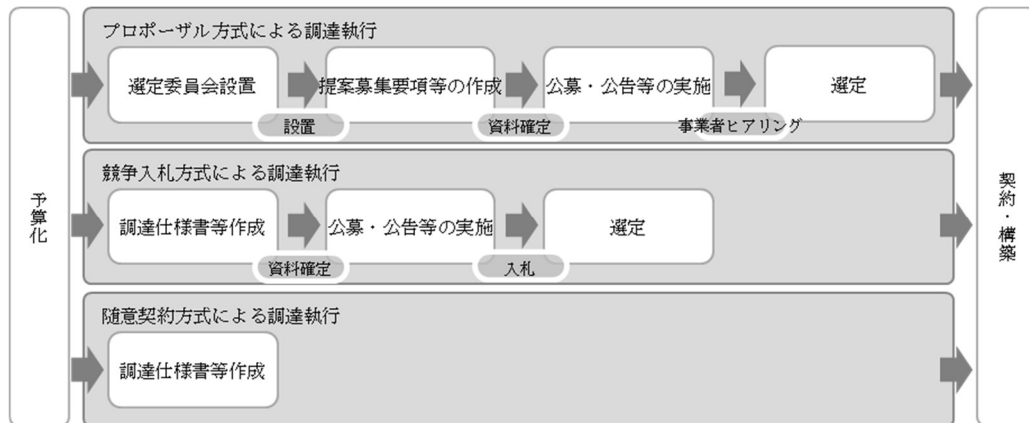 予算化
プロポーザル方式による調達執行
選定委員会設置
提案募集要項等の作成
公募・公告等の実施
選定
設置
資料確定
事業者ヒアリング
競争入札方式による調達執行
調達仕様書等作成
公募・公告等の実施
選定
資料確定
入札
随意契約方式による調達執行
調達仕様書等作成
契約・構築